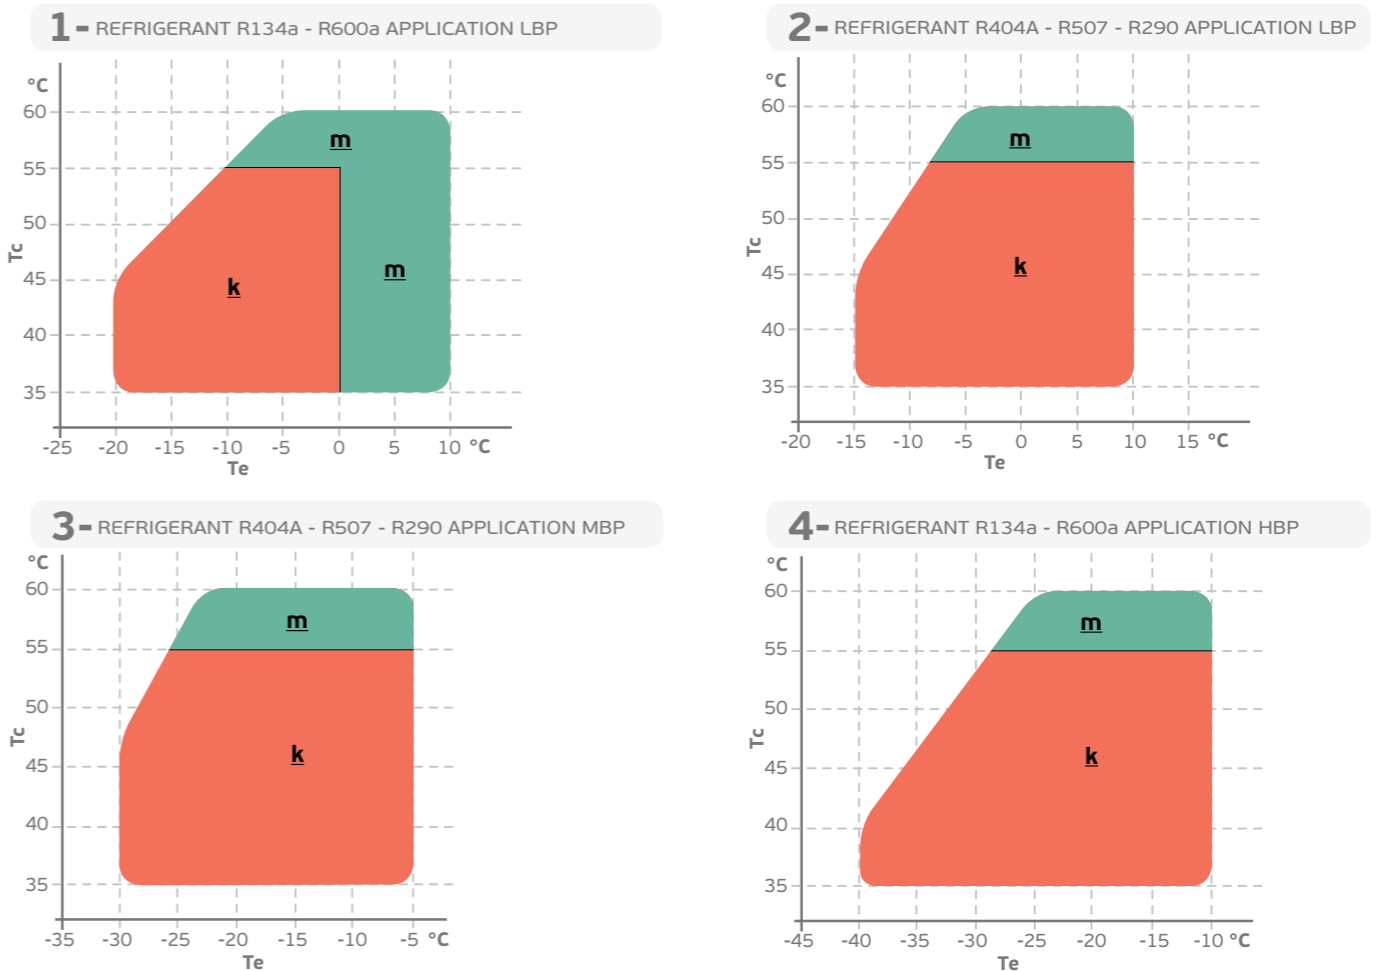 1- REFRIGERANT R134a - R600a APPLICATION LBP
°C
60
55
50
45
40
35
Tc
m
m
k
-25 -20 -15 -10 -5 0 5 10 °C
Te
2- REFRIGERANT R404A - R507 - R290 APPLICATION LBP
°C
60
55
50
45
40
35
Tc
m
k
-20 -15 -10 -5 0 5 10 15 °C
Te
3- REFRIGERANT R404A - R507 - R290 APPLICATION MBP
°C
60
55
50
45
40
35
Tc
m
k
-35 -30 -25 -20 -15 -10 -5 °C
Te
4- REFRIGERANT R134a - R600a APPLICATION HBP
°C
60
55
50
45
40
35
Tc
m
k
-45 -40 -35 -30 -25 -20 -15 -10 °C
Te